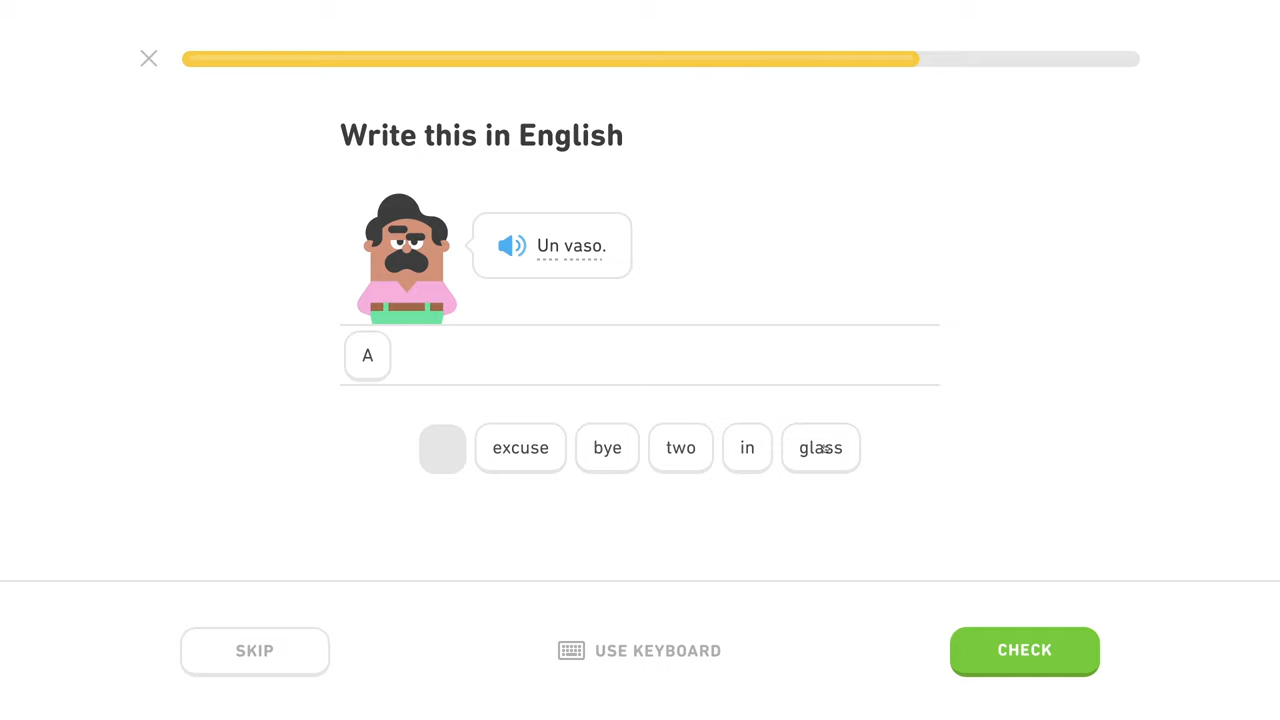 Write this in English
Un vaso.
A
excuse bye two in glass
SKIP USE KEYBOARD CHECK